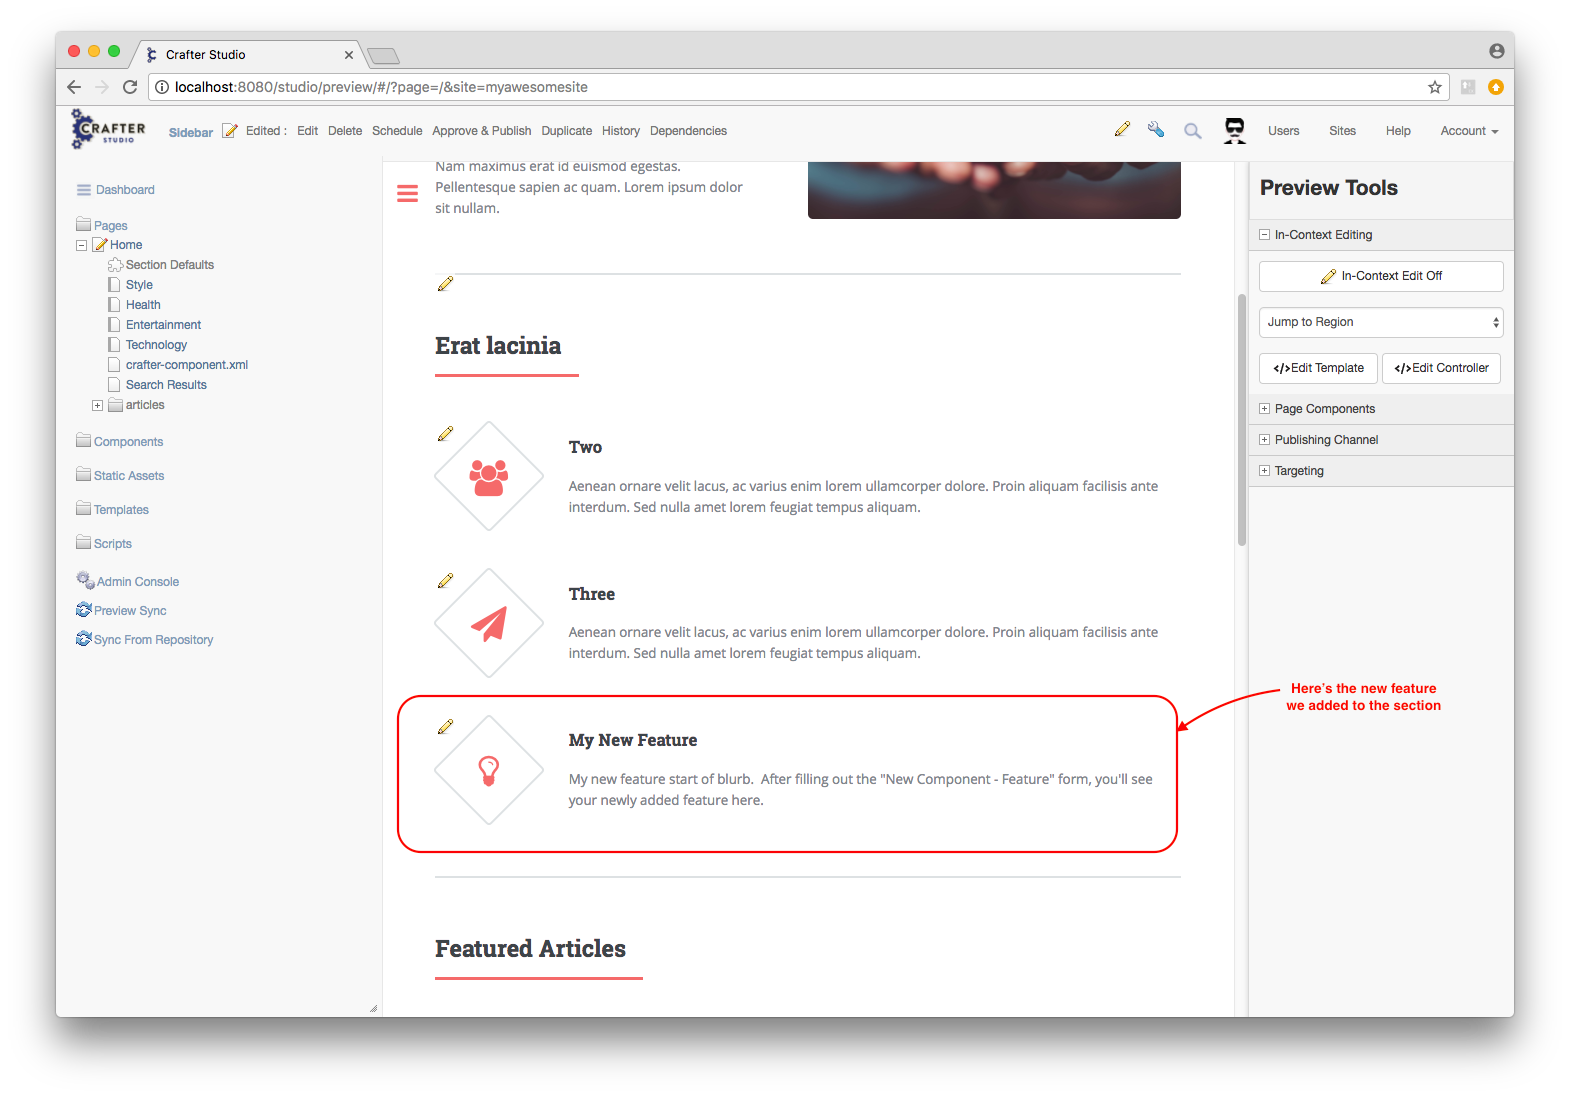 Crafter Studio
localhost:8080/studio/preview/#/?page=/&site=myawesomesite
CRAFTER
STUDIO
Sidebar
Edited :
Edit
Delete
Schedule
Approve & Publish
Duplicate
History
Dependencies
Users
Sites
Help
Account
Dashboard
Pages
Home
Section Defaults
Style
Health
Entertainment
Technology
crafter-component.xml
Search Results
articles
Components
Static Assets
Templates
Scripts
Admin Console
Preview Sync
Sync From Repository
Nam maximus erat id euismod egestas.
Pellentesque sapien ac quam. Lorem ipsum dolor
sit nullam.
Erat lacinia
Two
Aenean ornare velit lacus, ac varius enim lorem ullamcorper dolore. Proin aliquam facilisis ante
interdum. Sed nulla amet lorem feugiat tempus aliquam.
Three
Aenean ornare velit lacus, ac varius enim lorem ullamcorper dolore. Proin aliquam facilisis ante
interdum. Sed nulla amet lorem feugiat tempus aliquam.
My New Feature
My new feature start of blurb.  After filling out the "New Component - Feature" form, you'll see
your newly added feature here.
Featured Articles
Preview Tools
In-Context Editing
In-Context Edit Off
Jump to Region
</>Edit Template
</>Edit Controller
Page Components
Publishing Channel
Targeting
Here's the new feature
we added to the section